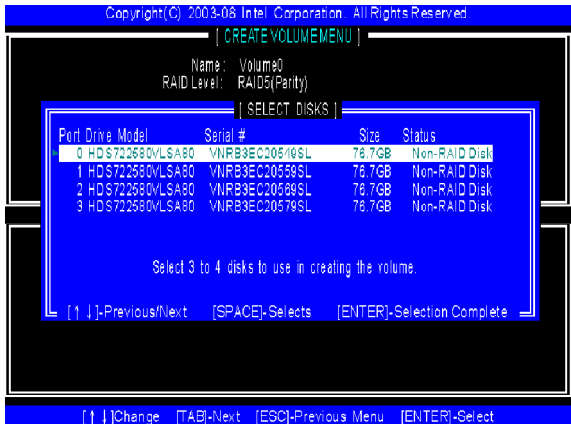 Copyright(C) 2003-08 Intel Corporation. All Rights Reserved.
[ CREATE VOLUME MENU ]
Name: Volume0
RAID Level: RAID5(Parity)
[ SELECT DISKS ]
Port Drive Model Serial # Size Status
0 HDS722580VLSA80 VNRB3EC20549SL 76.7GB Non-RAID Disk
1 HDS722580VLSA80 VNRB3EC20559SL 76.7GB Non-RAID Disk
2 HDS722580VLSA80 VNRB3EC20569SL 76.7GB Non-RAID Disk
3 HDS722580VLSA80 VNRB3EC20579SL 76.7GB Non-RAID Disk
Select 3 to 4 disks to use in creating the volume.
[↑↓]-Previous/Next [SPACE]-Selects [ENTER]-Selection Complete
[↑↓]Change [TAB]-Next [ESC]-Previous Menu [ENTER]-Select